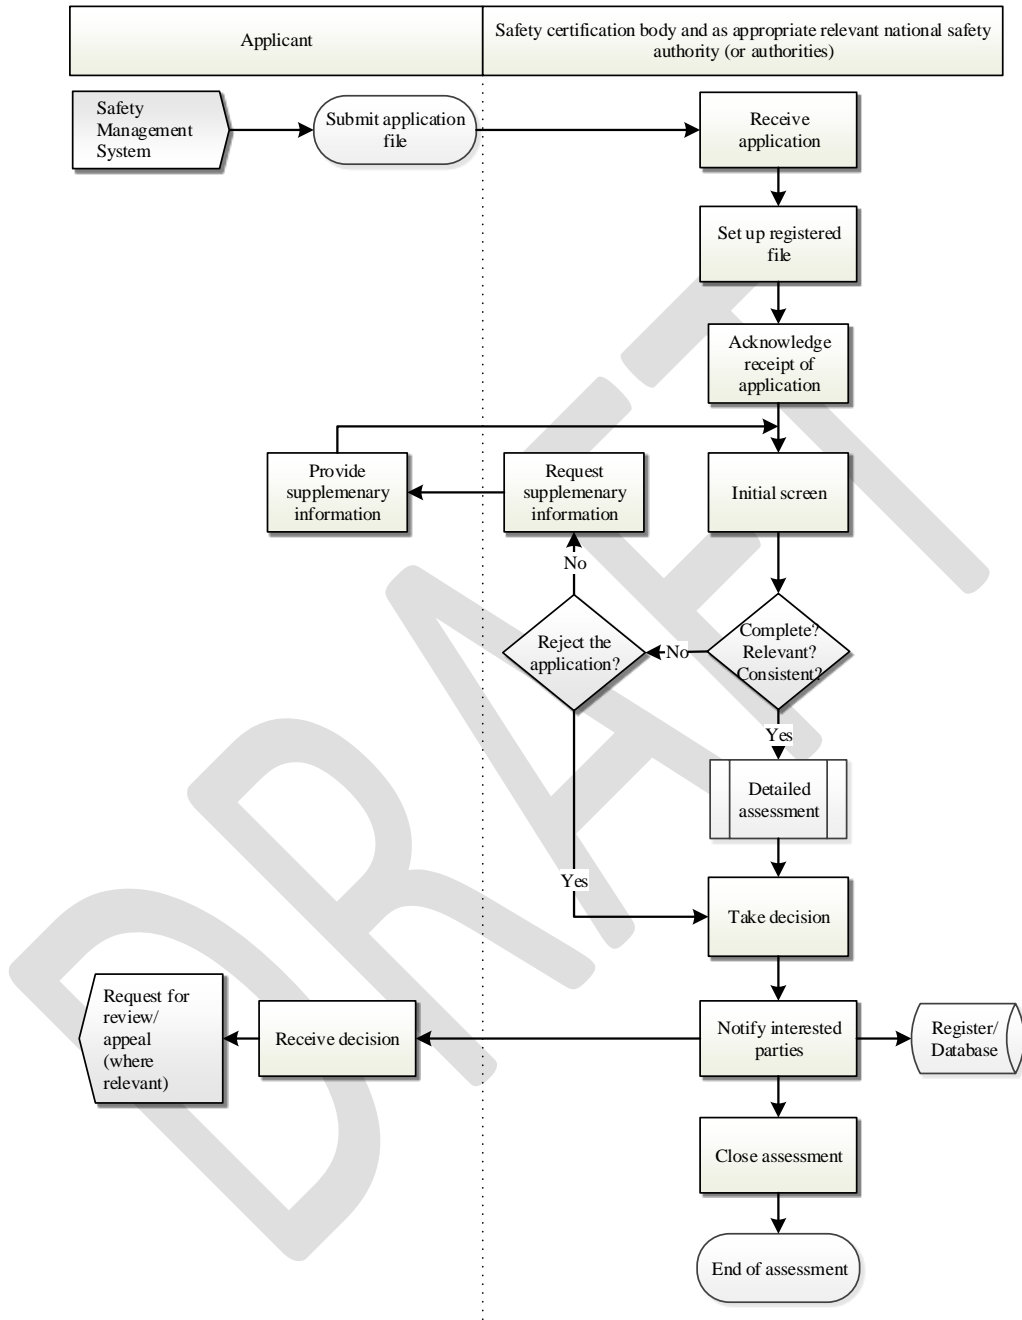 Applicant
Safety certification body and as appropriate relevant national safety
authority (or authorities)
Safety
Management
System
Submit application
file
Receive
application
Set up registered
file
Acknowledge
receipt of
application
Provide
supplemenary
information
Request
supplemenary
information
Initial screen
No
Reject the
application?
No
Complete?
Relevant?
Consistent?
Yes
Detailed
assessment
Yes
Take decision
Request for
review/
appeal
(where
relevant)
Receive decision
Notify interested
parties
Register/
Database
Close assessment
End of assessment
DRAFT